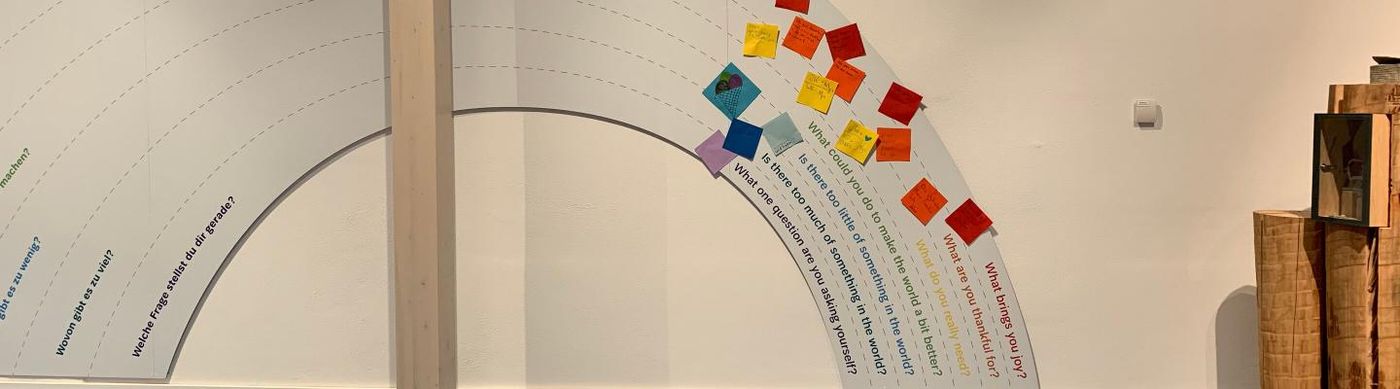 machen?
gibt es zu wenig?
Wovon gibt es zu viel?
Welche Frage stellst du dir gerade?
What one question are you asking yourself?
Is there too much of something in the world?
Is there too little of something in the world?
What could you do to make the world a bit better?
What do you really need?
What are you thankful for?
What brings you joy?